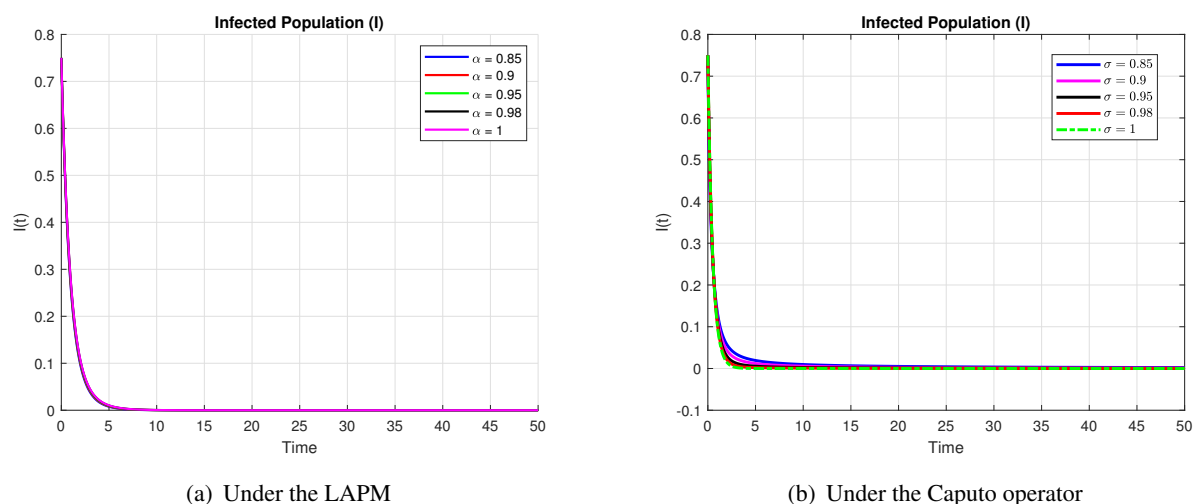 Infected Population (I)
0.8
0.7
0.6
0.5
0.4
0.3
0.2
0.1
0
I(t)
α = 0.85
α = 0.9
α = 0.95
α = 0.98
α = 1
0 5 10 15 20 25 30 35 40 45 50
Time
(a) Under the LAPM
Infected Population (I)
0.8
0.7
0.6
0.5
0.4
0.3
0.2
0.1
0
-0.1
I(t)
σ = 0.85
σ = 0.9
σ = 0.95
σ = 0.98
σ = 1
0 5 10 15 20 25 30 35 40 45 50
Time
(b) Under the Caputo operator